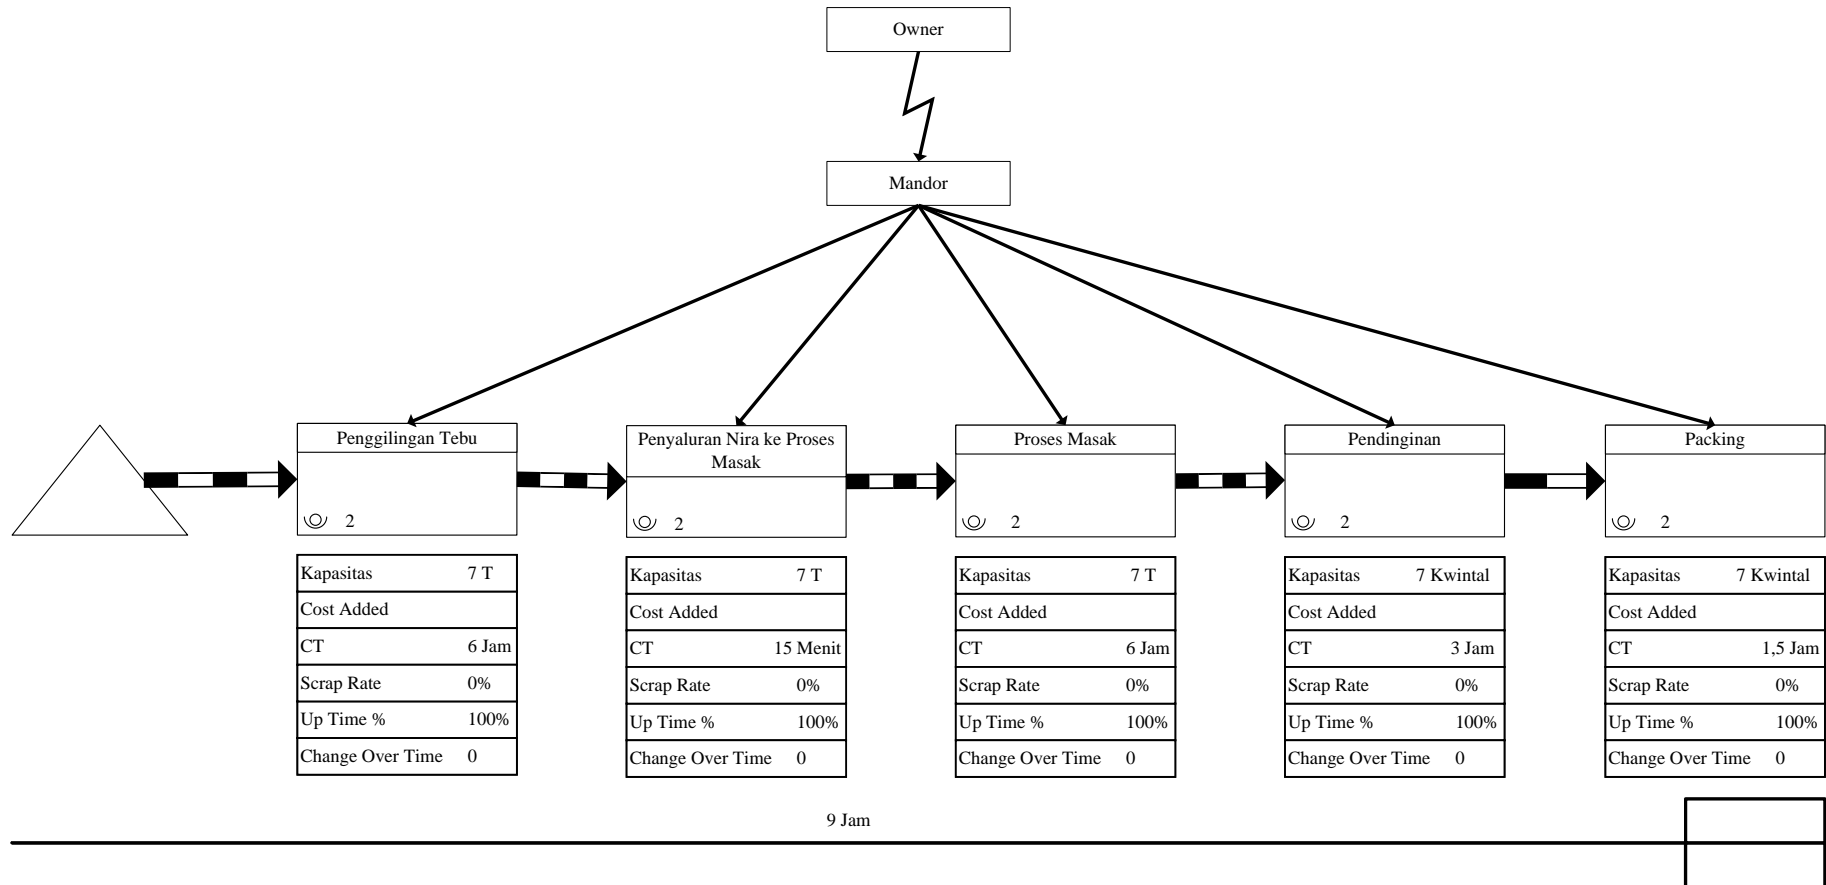 Owner
Mandor
Penggilingan Tebu
2
Penyaluran Nira ke Proses
Masak
2
Proses Masak
2
Pendinginan
2
Packing
2
Kapasitas 7 T
Cost Added
CT 6 Jam
Scrap Rate 0%
Up Time % 100%
Change Over Time 0
Kapasitas 7 T
Cost Added
CT 15 Menit
Scrap Rate 0%
Up Time % 100%
Change Over Time 0
Kapasitas 7 T
Cost Added
CT 6 Jam
Scrap Rate 0%
Up Time % 100%
Change Over Time 0
Kapasitas 7 Kwintal
Cost Added
CT 3 Jam
Scrap Rate 0%
Up Time % 100%
Change Over Time 0
Kapasitas 7 Kwintal
Cost Added
CT 1,5 Jam
Scrap Rate 0%
Up Time % 100%
Change Over Time 0
9 Jam